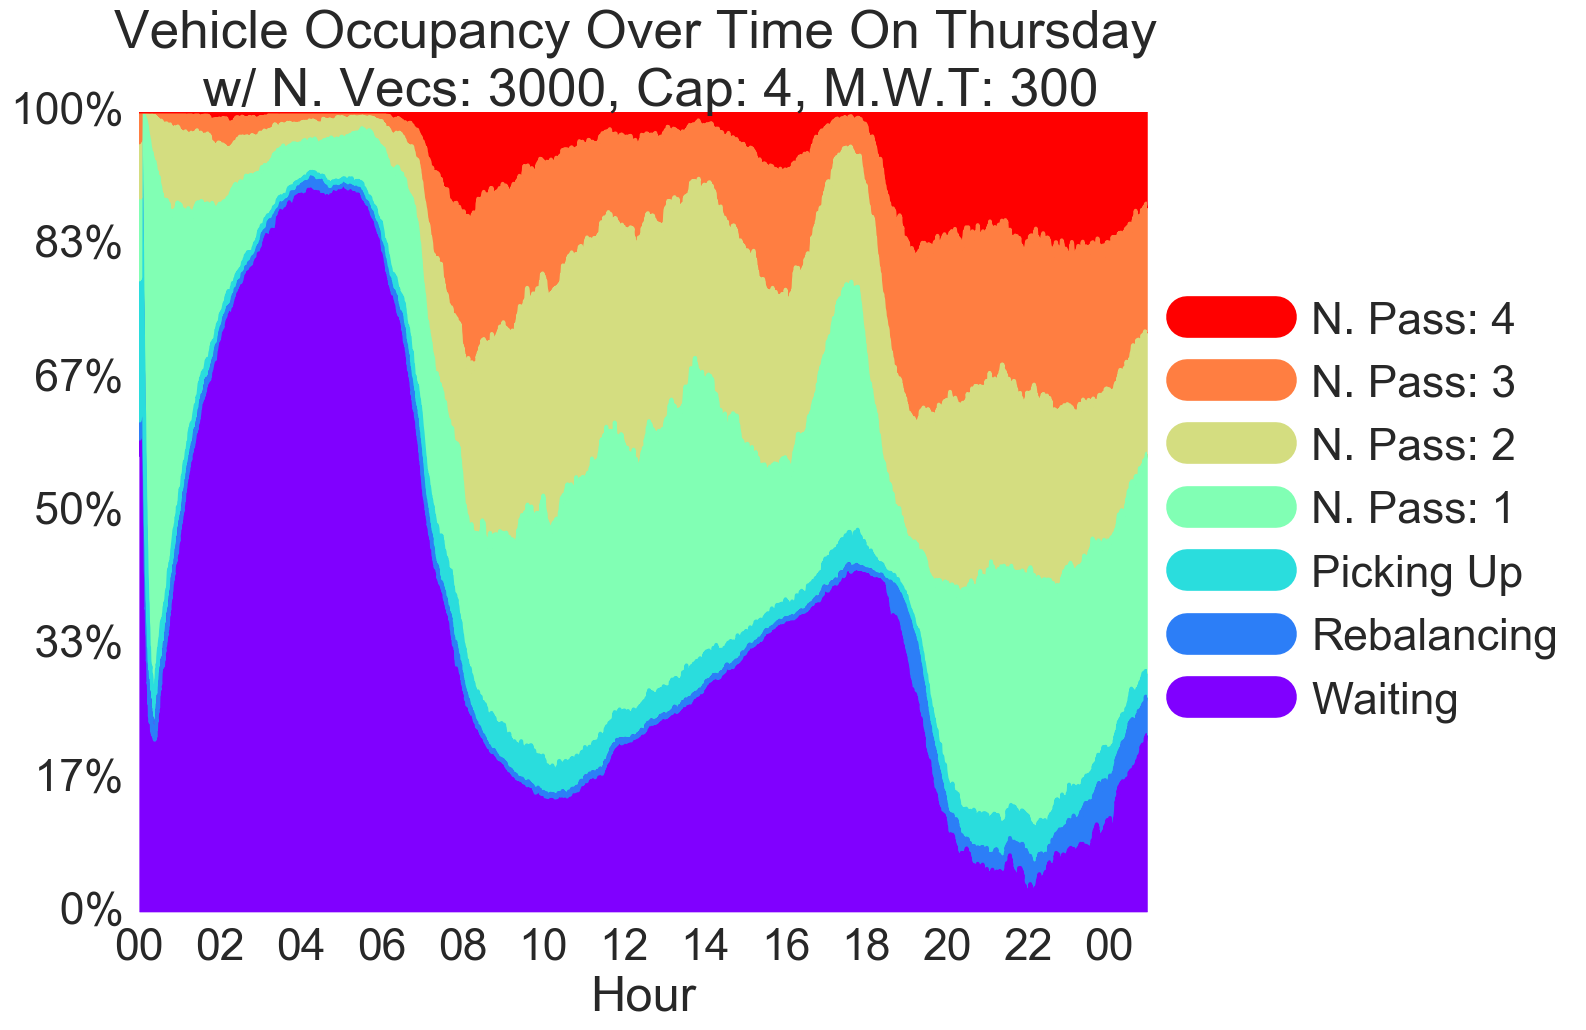 Vehicle Occupancy Over Time On Thursday
w/ N. Vecs: 3000, Cap: 4, M.W.T: 300
100%
83%
67%
50%
33%
17%
0%
00 02 04 06 08 10 12 14 16 18 20 22 00
Hour
N. Pass: 4
N. Pass: 3
N. Pass: 2
N. Pass: 1
Picking Up
Rebalancing
Waiting